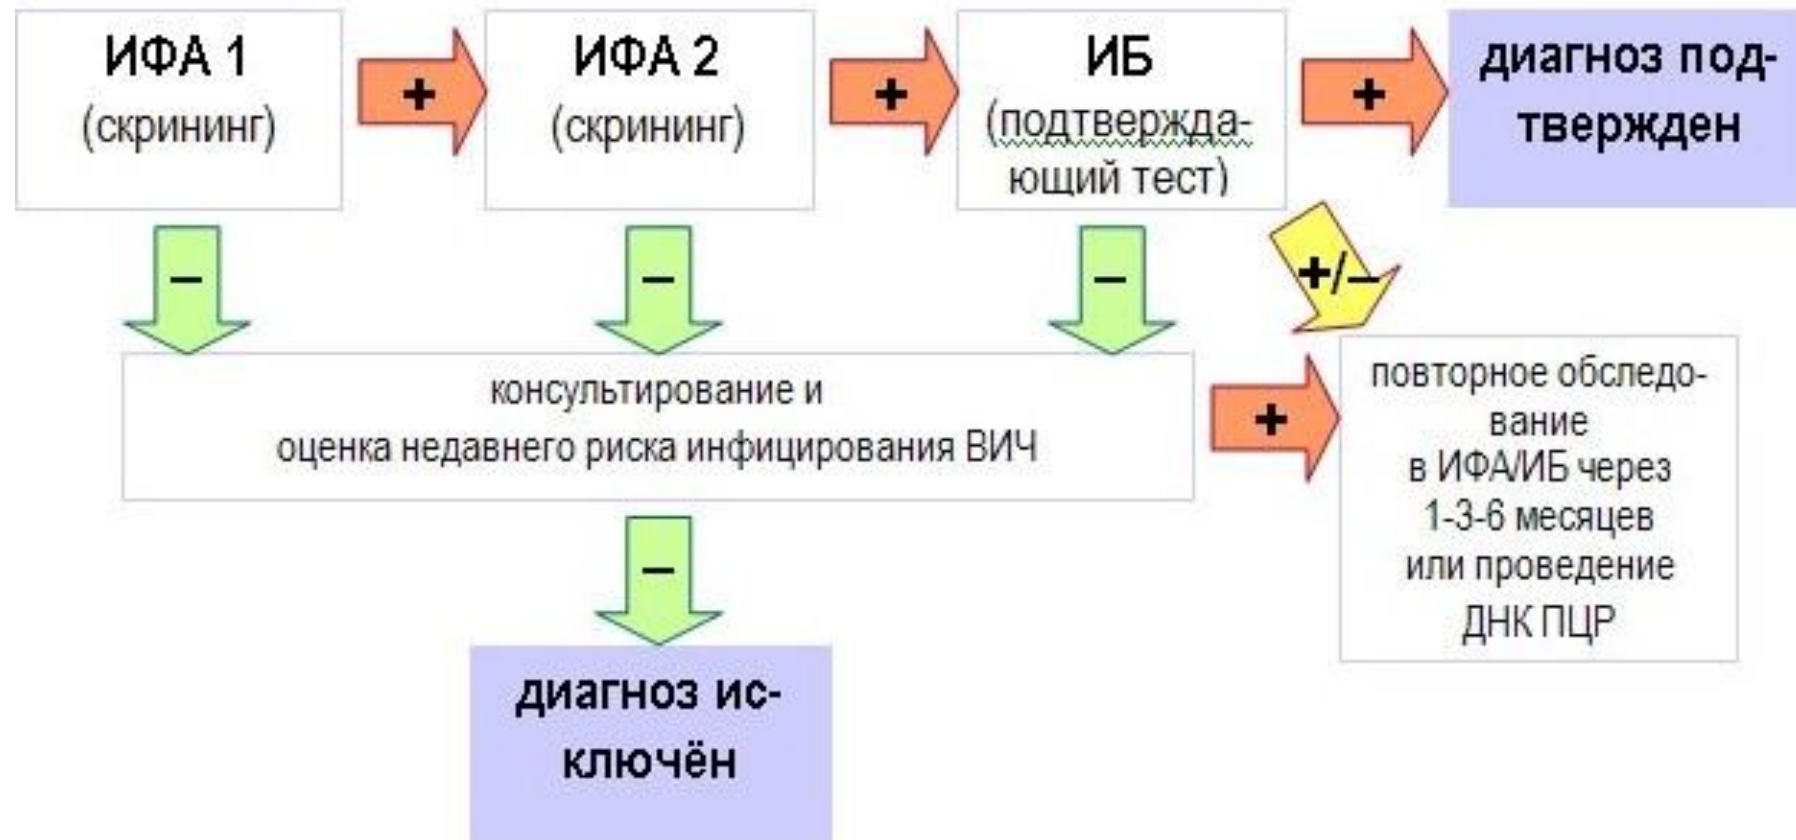 ИФА 1
(скрининг)
+
ИФА 2
(скрининг)
+
ИБ
(подтвержда-
ющий тест)
+
диагноз под-
твержден
–
–
–
+/–
консультирование и
оценка недавнего риска инфицирования ВИЧ
+
повторное обследо-
вание
в ИФА/ИБ через
1-3-6 месяцев
или проведение
ДНК ПЦР
–
диагноз ис-
ключён